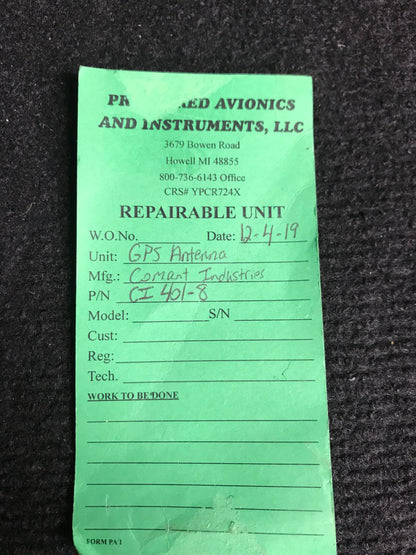 AVIONICS
AND INSTRUMENTS, LLC
3679 Bowen Road
Howell MI 48855
800-736-6143 Office
CRS# YPCR724X
REPAIRABLE UNIT
W.O.No. Date: 12-4-19
Unit: GPS Antenna
Mfg.: Comant Industries
P/N CI 401-8
Model: S/N
Cust:
Reg:
Tech.
WORK TO BE DONE
FORM PA 1